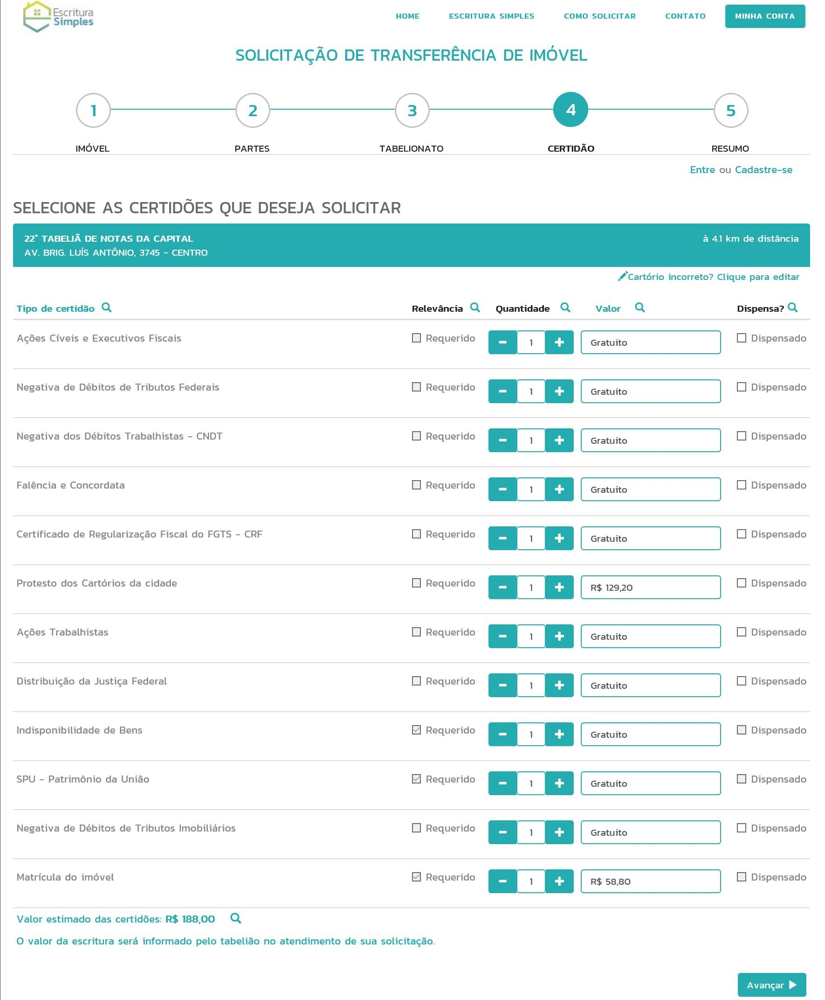 Escritura
Simples
HOME ESCRITURA SIMPLES COMO SOLICITAR CONTATO MINHA CONTA
SOLICITAÇÃO DE TRANSFERÊNCIA DE IMÓVEL
1 2 3 4 5
IMÓVEL PARTES TABELIONATO CERTIDÃO RESUMO
Entre ou Cadastre-se
SELECIONE AS CERTIDÕES QUE DESEJA SOLICITAR
22° TABELIÃ DE NOTAS DA CAPITAL à 4.1 km de distância
AV. BRIG. LUÍS ANTÔNIO, 3745 - CENTRO
Cartório incorreto? Clique para editar
Tipo de certidão Relevância Quantidade Valor Dispensa?
Ações Cíveis e Executivos Fiscais Requerido - 1 + Gratuito Dispensado
Negativa de Débitos de Tributos Federais Requerido - 1 + Gratuito Dispensado
Negativa dos Débitos Trabalhistas - CNDT Requerido - 1 + Gratuito Dispensado
Falência e Concordata Requerido - 1 + Gratuito Dispensado
Certificado de Regularização Fiscal do FGTS - CRF Requerido - 1 + Gratuito Dispensado
Protesto dos Cartórios da cidade Requerido - 1 + R$ 129,20 Dispensado
Ações Trabalhistas Requerido - 1 + Gratuito Dispensado
Distribuição da Justiça Federal Requerido - 1 + Gratuito Dispensado
Indisponibilidade de Bens Requerido - 1 + Gratuito Dispensado
SPU - Patrimônio da União Requerido - 1 + Gratuito Dispensado
Negativa de Débitos de Tributos Imobiliários Requerido - 1 + Gratuito Dispensado
Matrícula do imóvel Requerido - 1 + R$ 58,80 Dispensado
Valor estimado das certidões: R$ 188,00
O valor da escritura será informado pelo tabelião no atendimento de sua solicitação.
Avançar